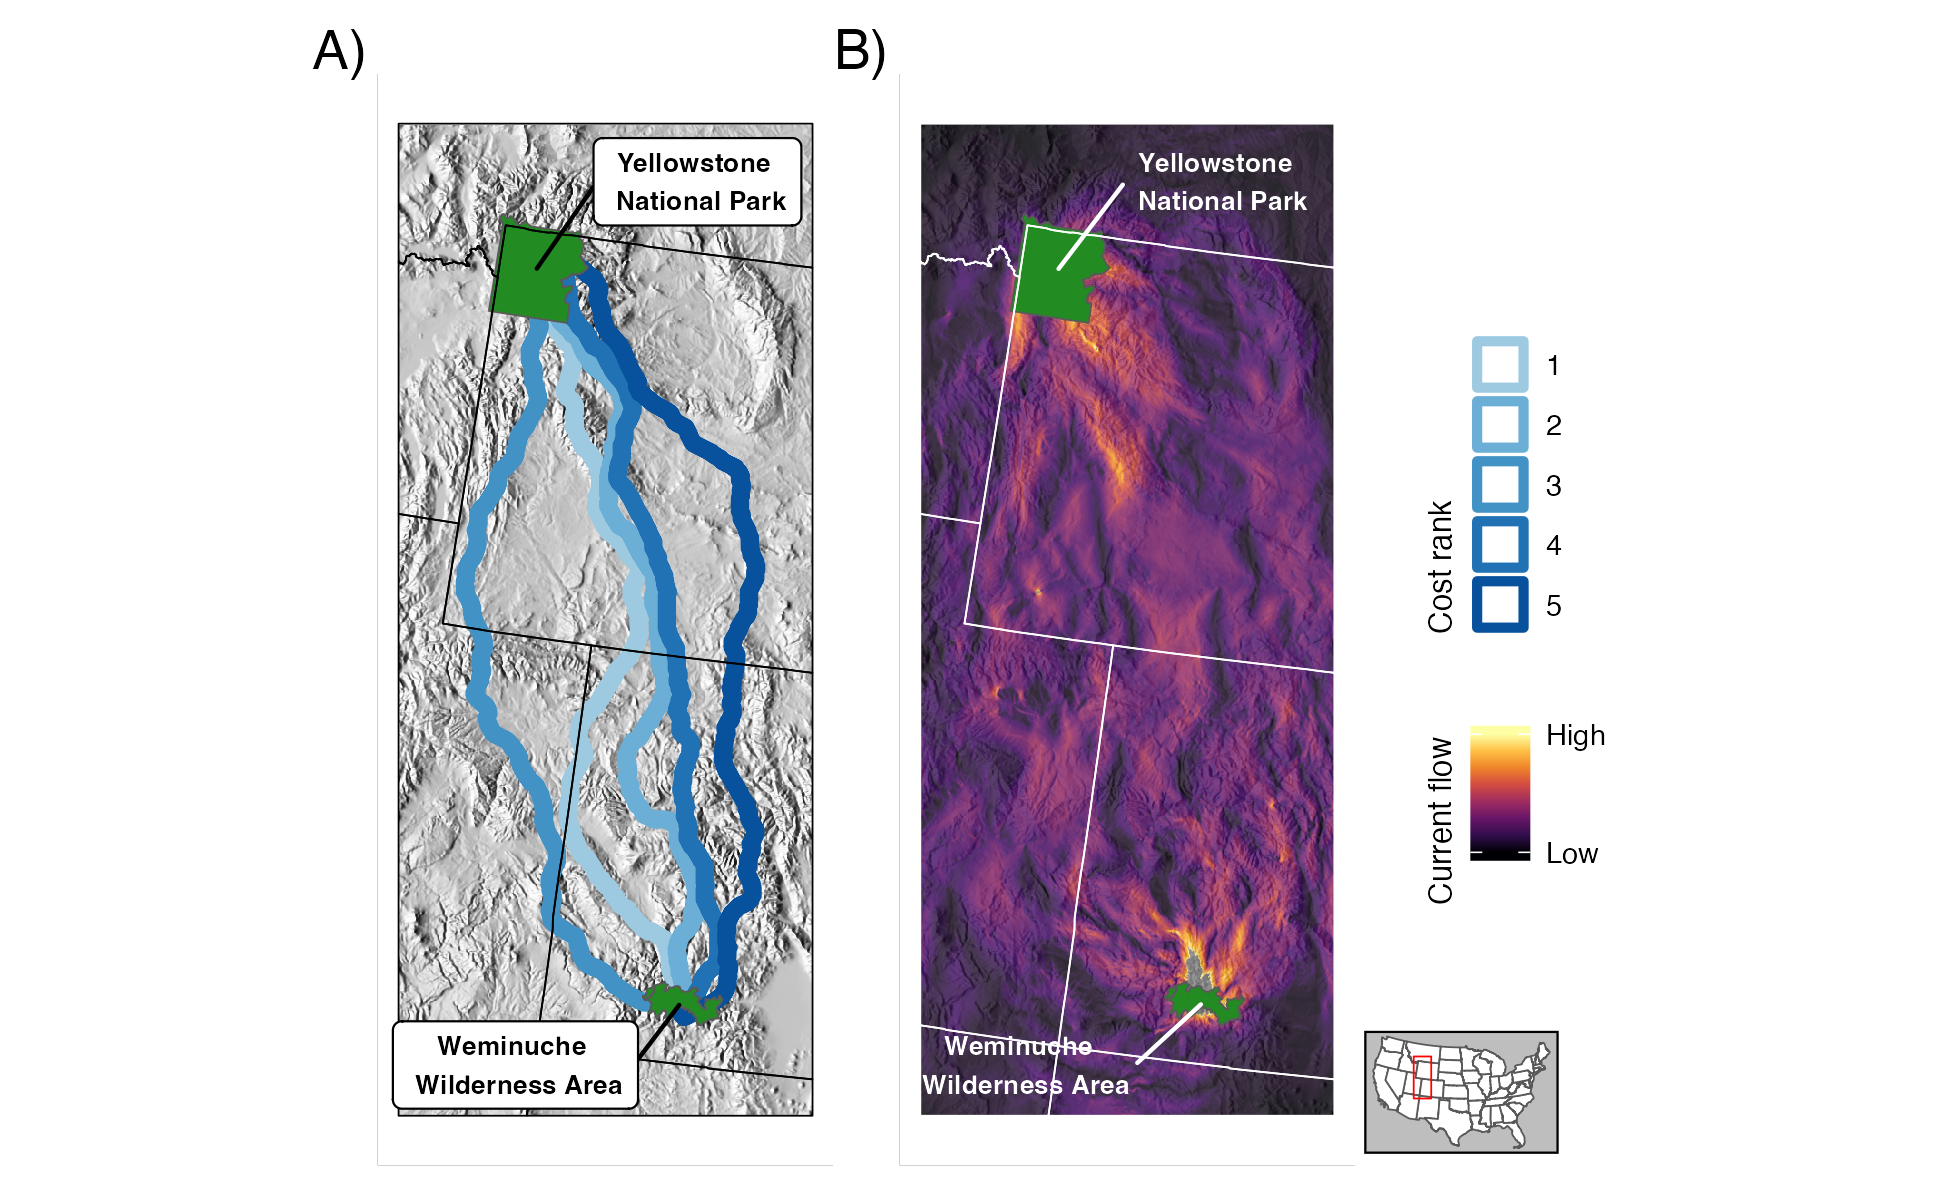 A)
Yellowstone
National Park
Weminuche
Wilderness Area
B)
Yellowstone
National Park
Weminuche
Wilderness Area
Cost rank
1
2
3
4
5
Current flow
High
Low